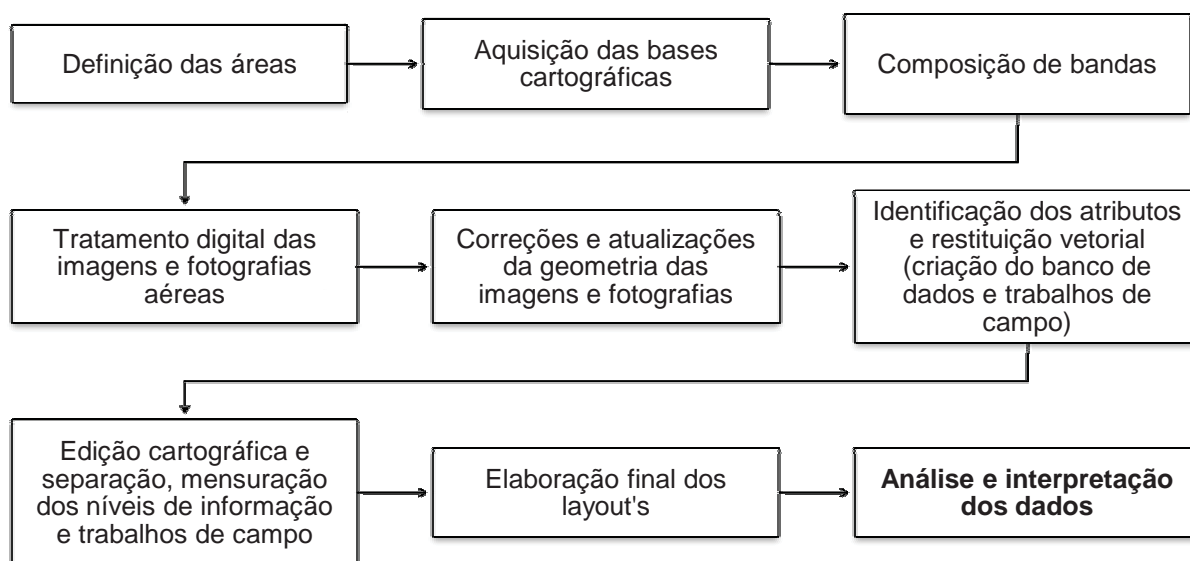 Definição das áreas
Aquisição das bases
cartográficas
Composição de bandas
Tratamento digital das
imagens e fotografias
aéreas
Correções e atualizações
da geometria das
imagens e fotografias
Identificação dos atributos
e restituição vetorial
(criação do banco de
dados e trabalhos de
campo)
Edição cartográfica e
separação, mensuração
dos níveis de informação
e trabalhos de campo
Elaboração final dos
layout's
Análise e interpretação
dos dados